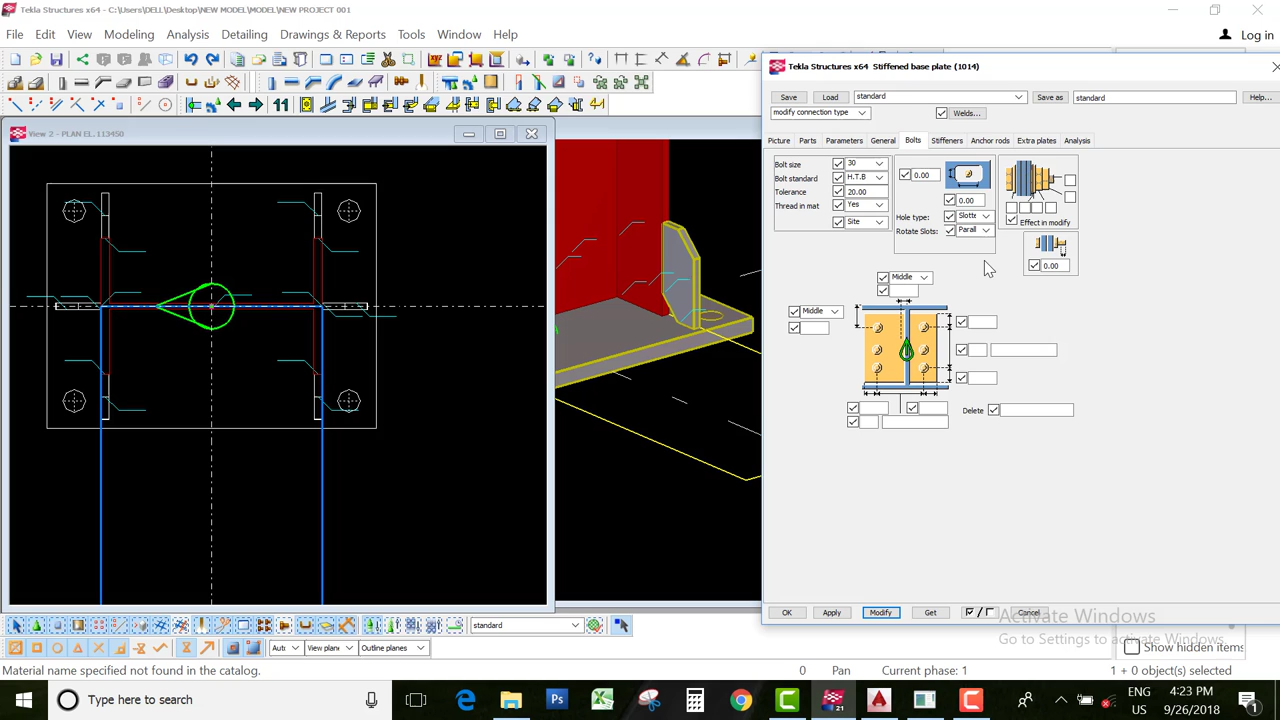 Tekla Structures x64 - C:\Users\DELL\Desktop\NEW MODEL\MODEL\NEW PROJECT 001
Log in
File Edit View Modeling Analysis Detailing Drawings & Reports Tools Window Help
View 2 - PLAN EL..113450
Tekla Structures x64 Stiffened base plate (1014)
Save Load standard Save as standard Help...
modify connection type Welds...
Picture Parts Parameters General Bolts Stiffeners Anchor rods Extra plates Analysis
Bolt size 30
Bolt standard H.T.B
Tolerance 20.00
Thread in mat Yes
Site
0.00
0.00
Hole type: Slotte
Rotate Slots: Parall
Effect in modify
0.00
Middle
Middle
Delete
OK Apply Modify Get Cancel
Activate Windows
Go to Settings to activate Windows.
standard
Show hidden items
Auto View plane Outline planes
Material name specified not found in the catalog.
0 Pan Current phase: 1 1 + 0 object(s) selected
Type here to search
21
ENG
US
4:23 PM
9/26/2018
1